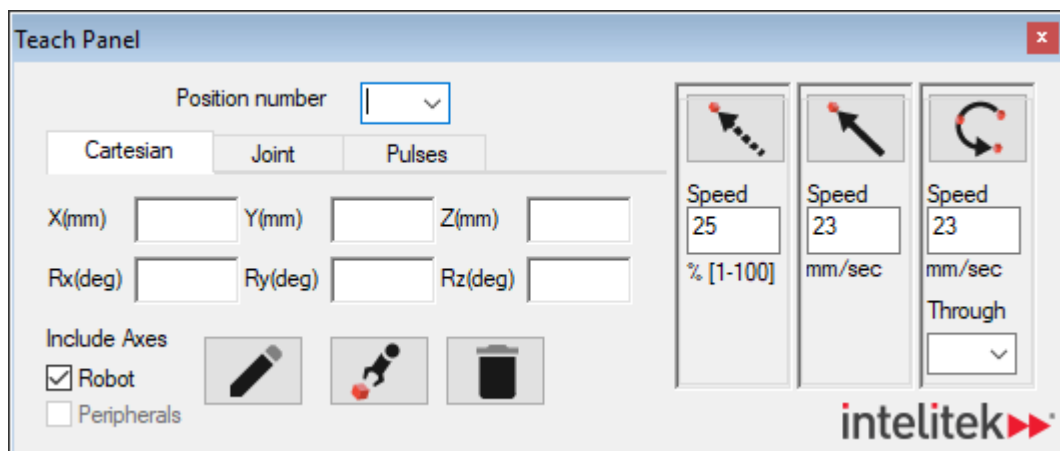 Teach Panel
x
Position number
Cartesian Joint Pulses
X(mm) Y(mm) Z(mm)
Rx(deg) Ry(deg) Rz(deg)
Include Axes
Robot
Peripherals
Speed
25
% [1-100]
Speed
23
mm/sec
Speed
23
mm/sec
Through
intelitek